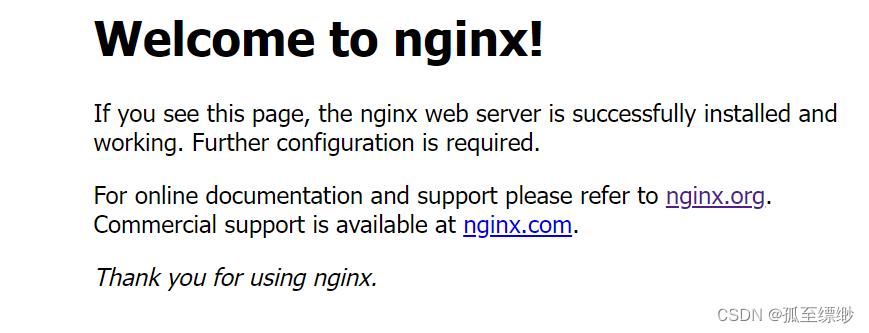 Welcome to nginx!
If you see this page, the nginx web server is successfully installed and
working. Further configuration is required.
For online documentation and support please refer to nginx.org.
Commercial support is available at nginx.com.
Thank you for using nginx.
CSDN @孤至缥缈